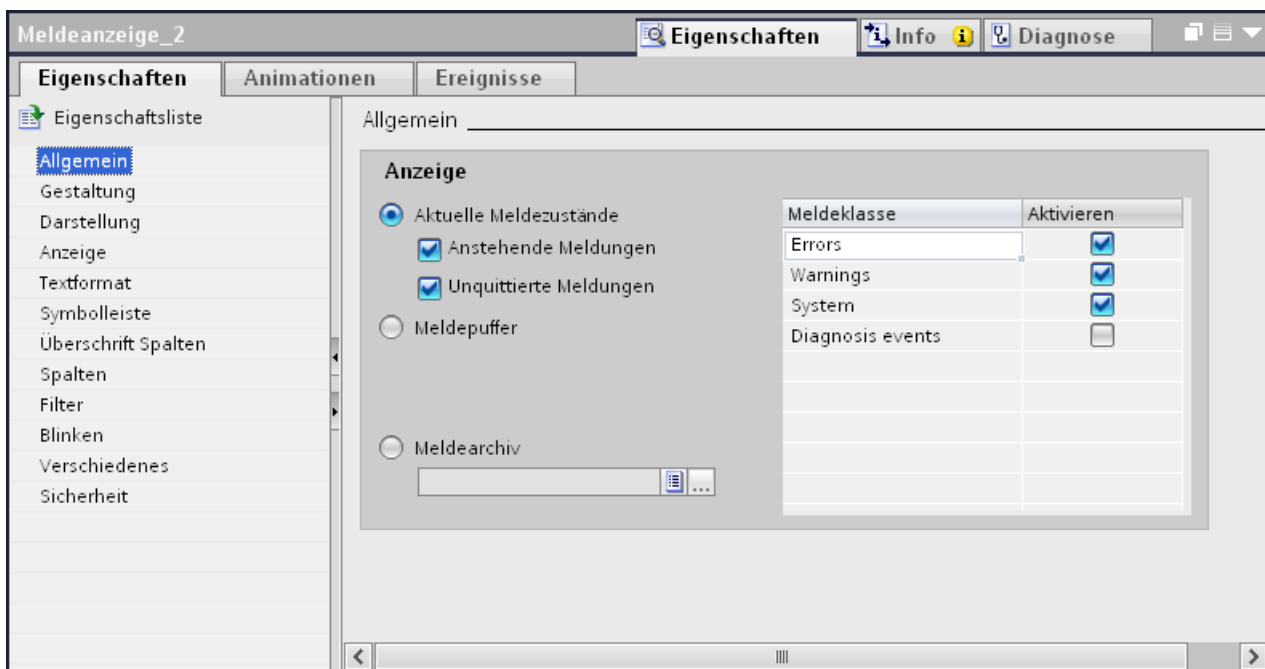 Meldeanzeige_2
Eigenschaften
Info
Diagnose
Eigenschaften
Animationen
Ereignisse
Eigenschaftsliste
Allgemein
Gestaltung
Darstellung
Anzeige
Textformat
Symbolleiste
Überschrift Spalten
Spalten
Filter
Blinken
Verschiedenes
Sicherheit
Allgemein
Anzeige
Aktuelle Meldezustände
Anstehende Meldungen
Unquittierte Meldungen
Meldepuffer
Meldearchiv
...
Meldeklasse Aktivieren
Errors
Warnings
System
Diagnosis events